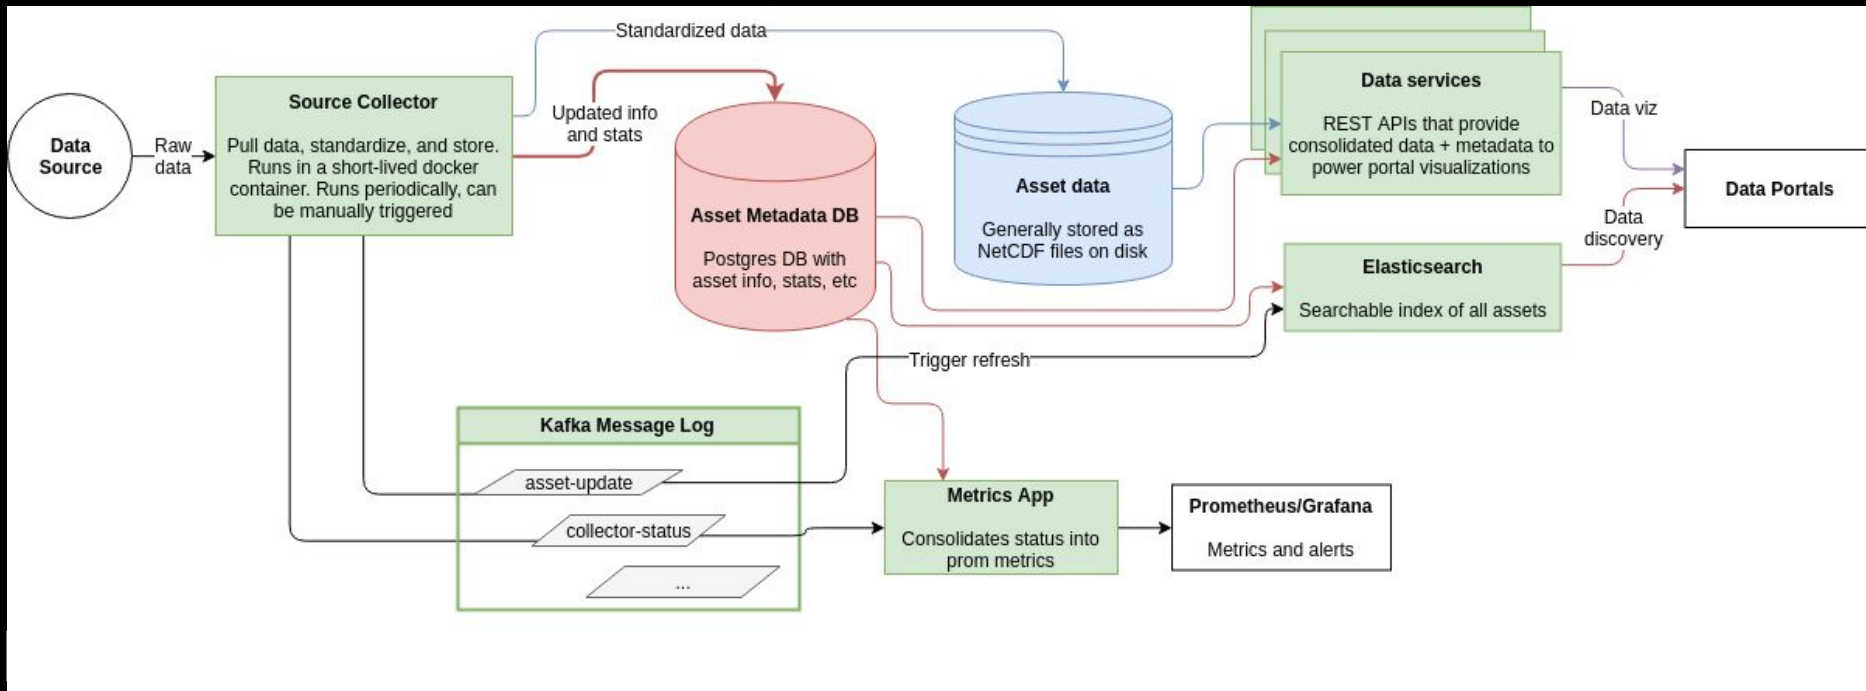 Standardized data
Data
Source
Raw
data
Source Collector
Pull data, standardize, and store.
Runs in a short-lived docker
container. Runs periodically, can
be manually triggered
Updated info
and stats
Asset Metadata DB
Postgres DB with
asset info, stats, etc
Asset data
Generally stored as
NetCDF files on disk
Data services
REST APIs that provide
consolidated data + metadata to
power portal visualizations
Data viz
Data Portals
Data
discovery
Elasticsearch
Searchable index of all assets
Trigger refresh
Kafka Message Log
asset-update
collector-status
...
Metrics App
Consolidates status into
prom metrics
Prometheus/Grafana
Metrics and alerts